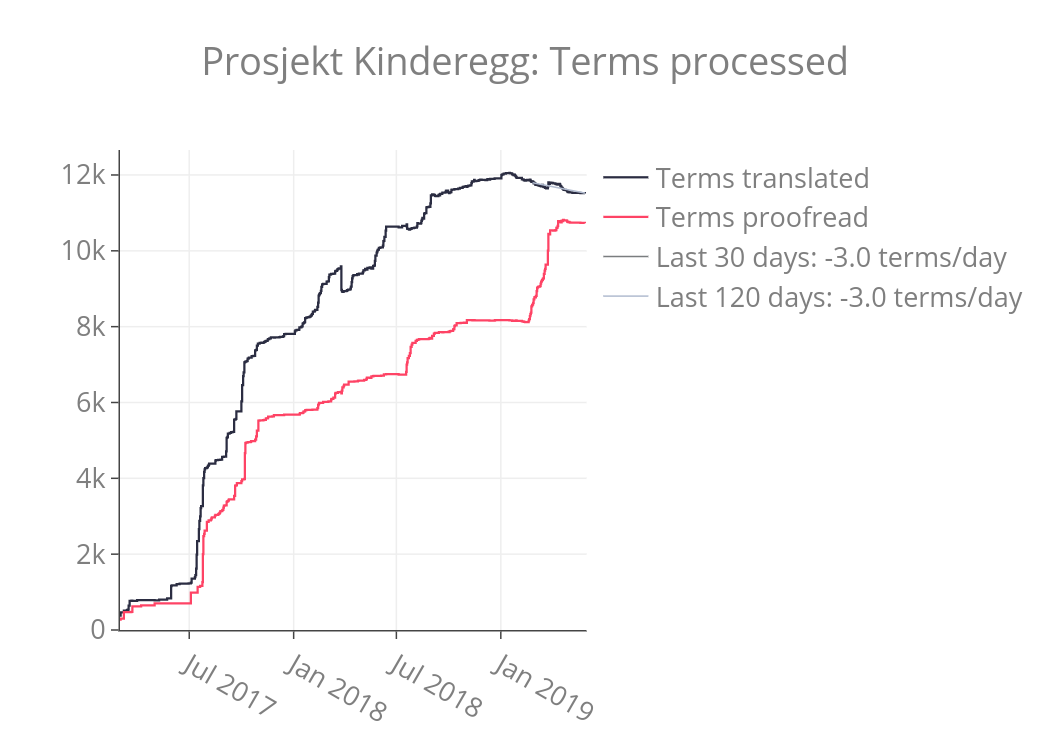 Prosjekt Kinderegg: Terms processed
12k
10k
8k
6k
4k
2k
0
Jul 2017
Jan 2018
Jul 2018
Jan 2019
Terms translated
Terms proofread
Last 30 days: -3.0 terms/day
Last 120 days: -3.0 terms/day